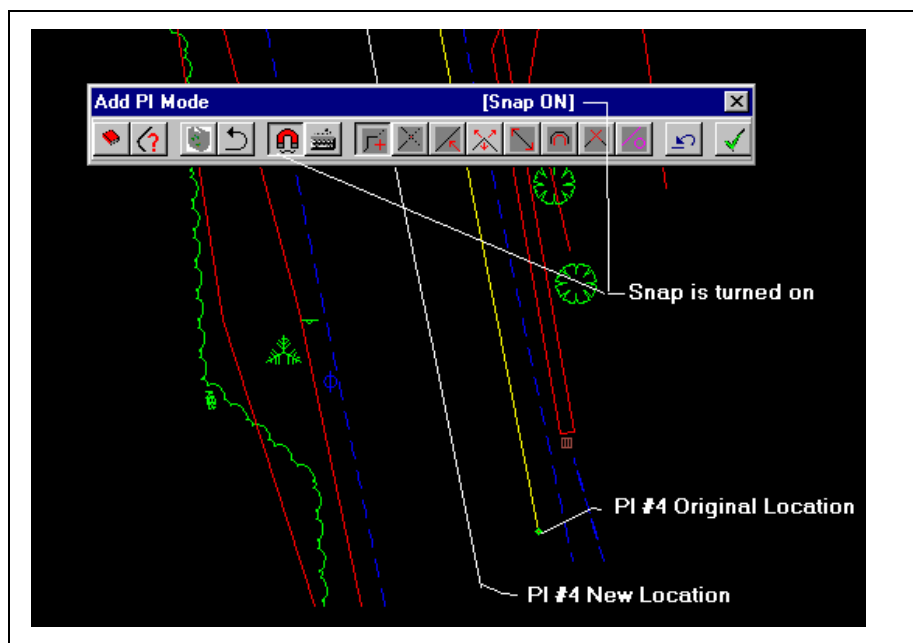 Add PI Mode [Snap ON]
Snap is turned on
PI #4 Original Location
PI #4 New Location